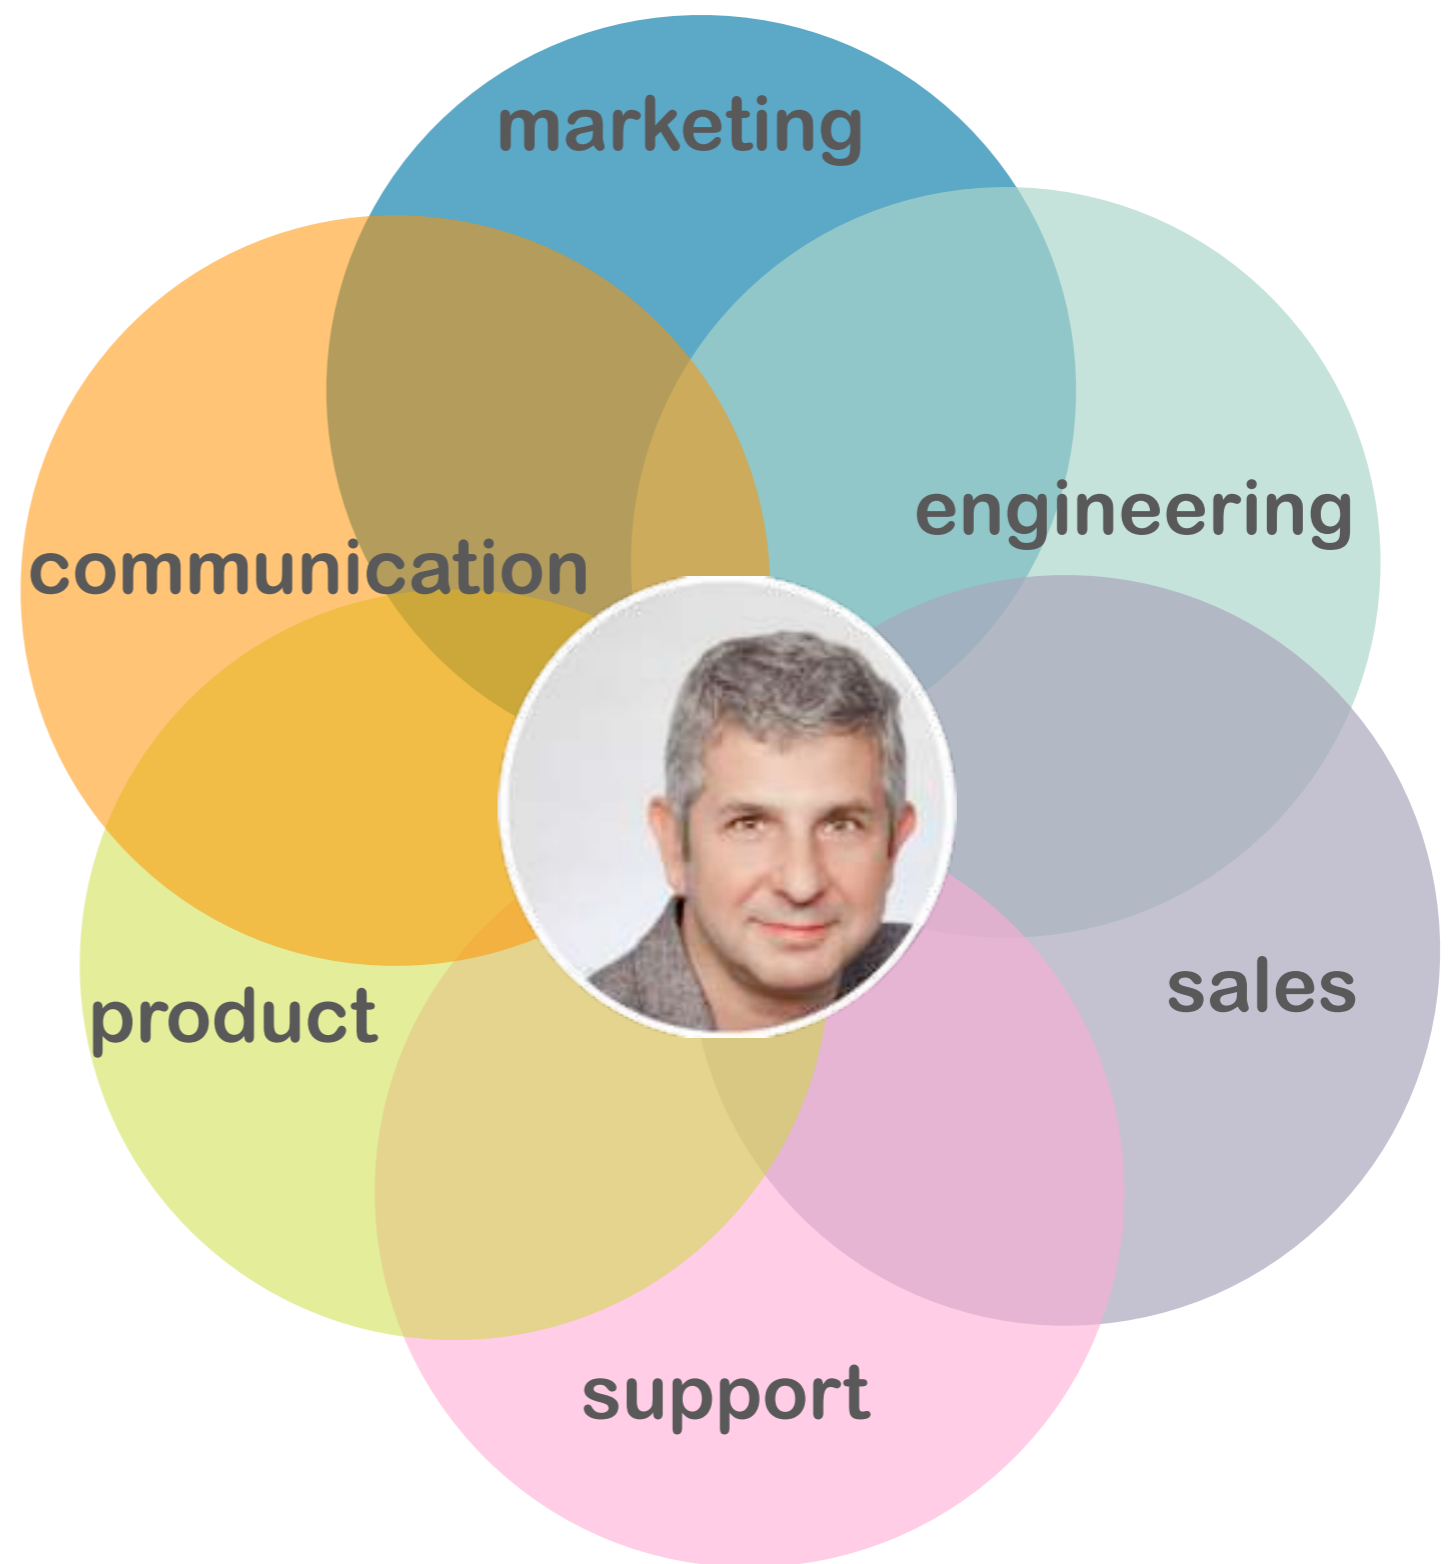 marketing
engineering
communication
sales
product
support